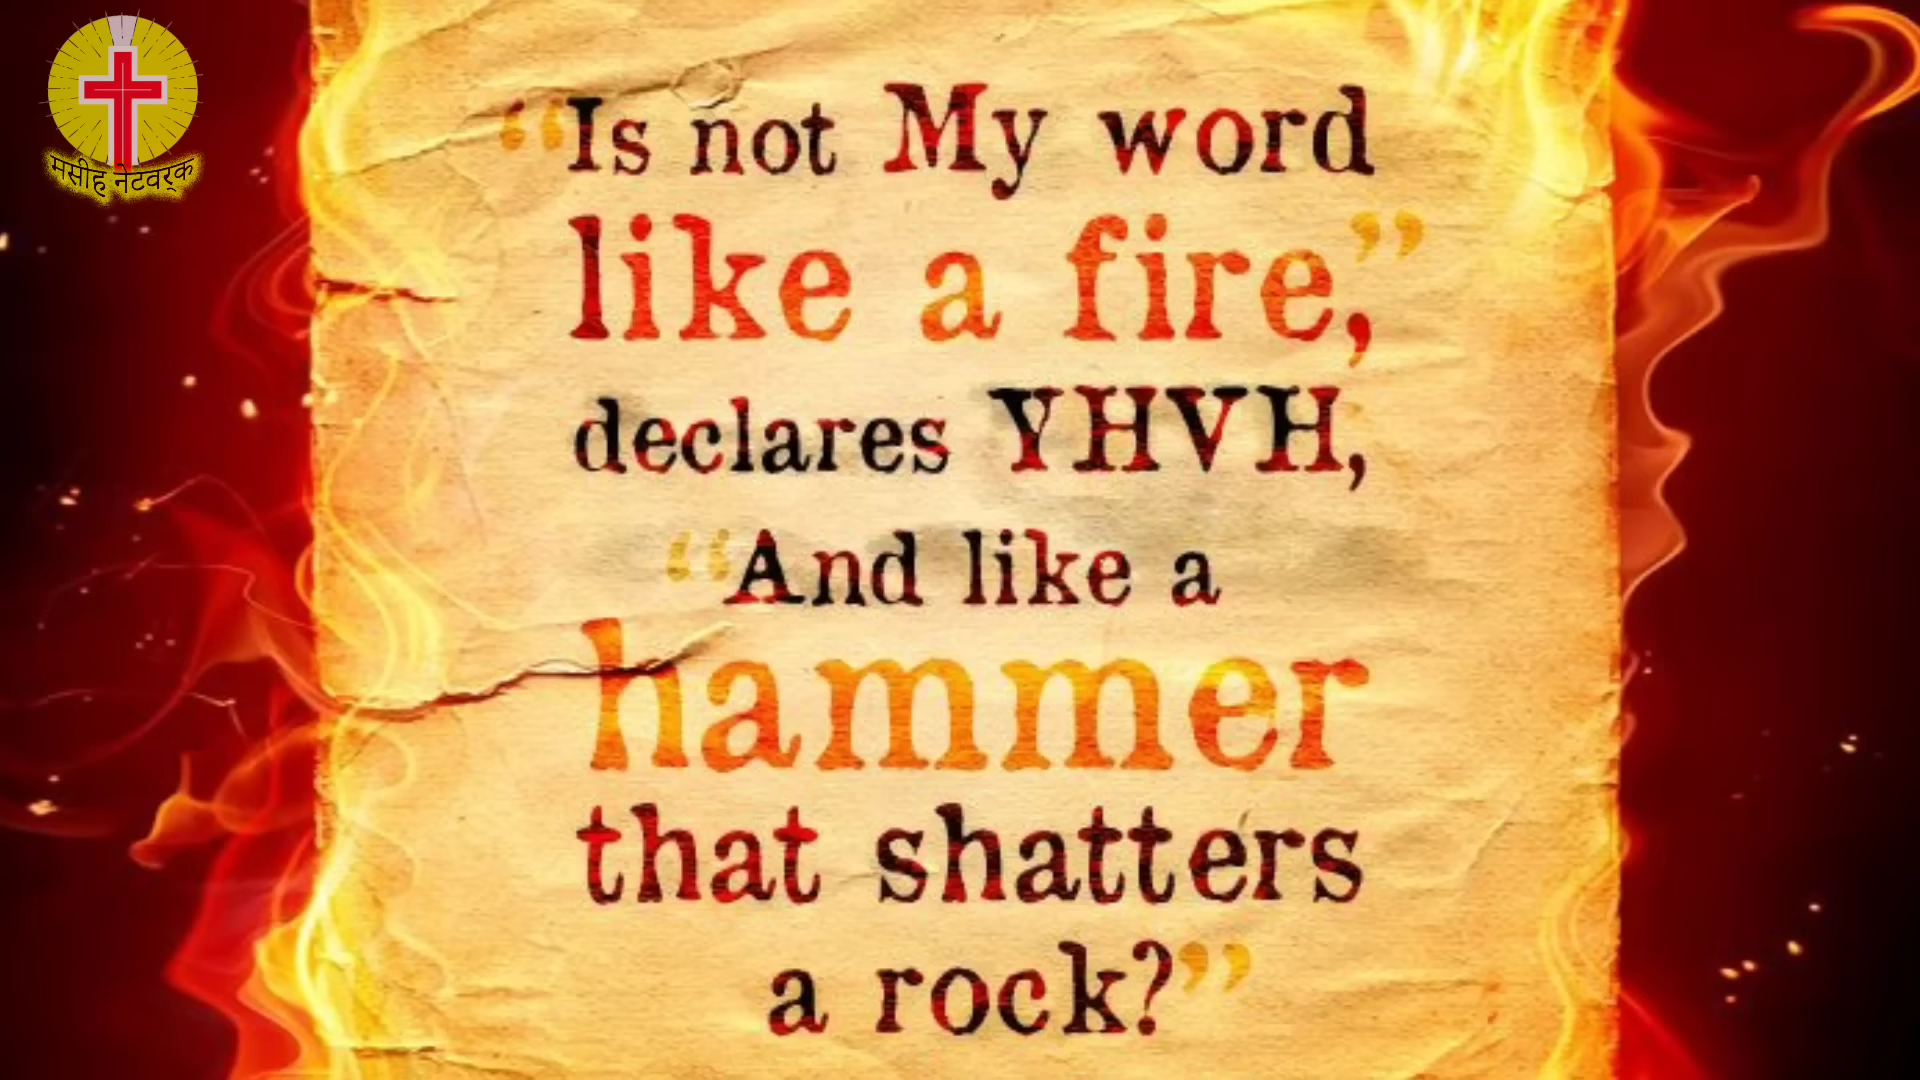 मसीह नेटवर्क
“Is not My word
like a fire,”
declares YHVH,
“And like a
hammer
that shatters
a rock?”